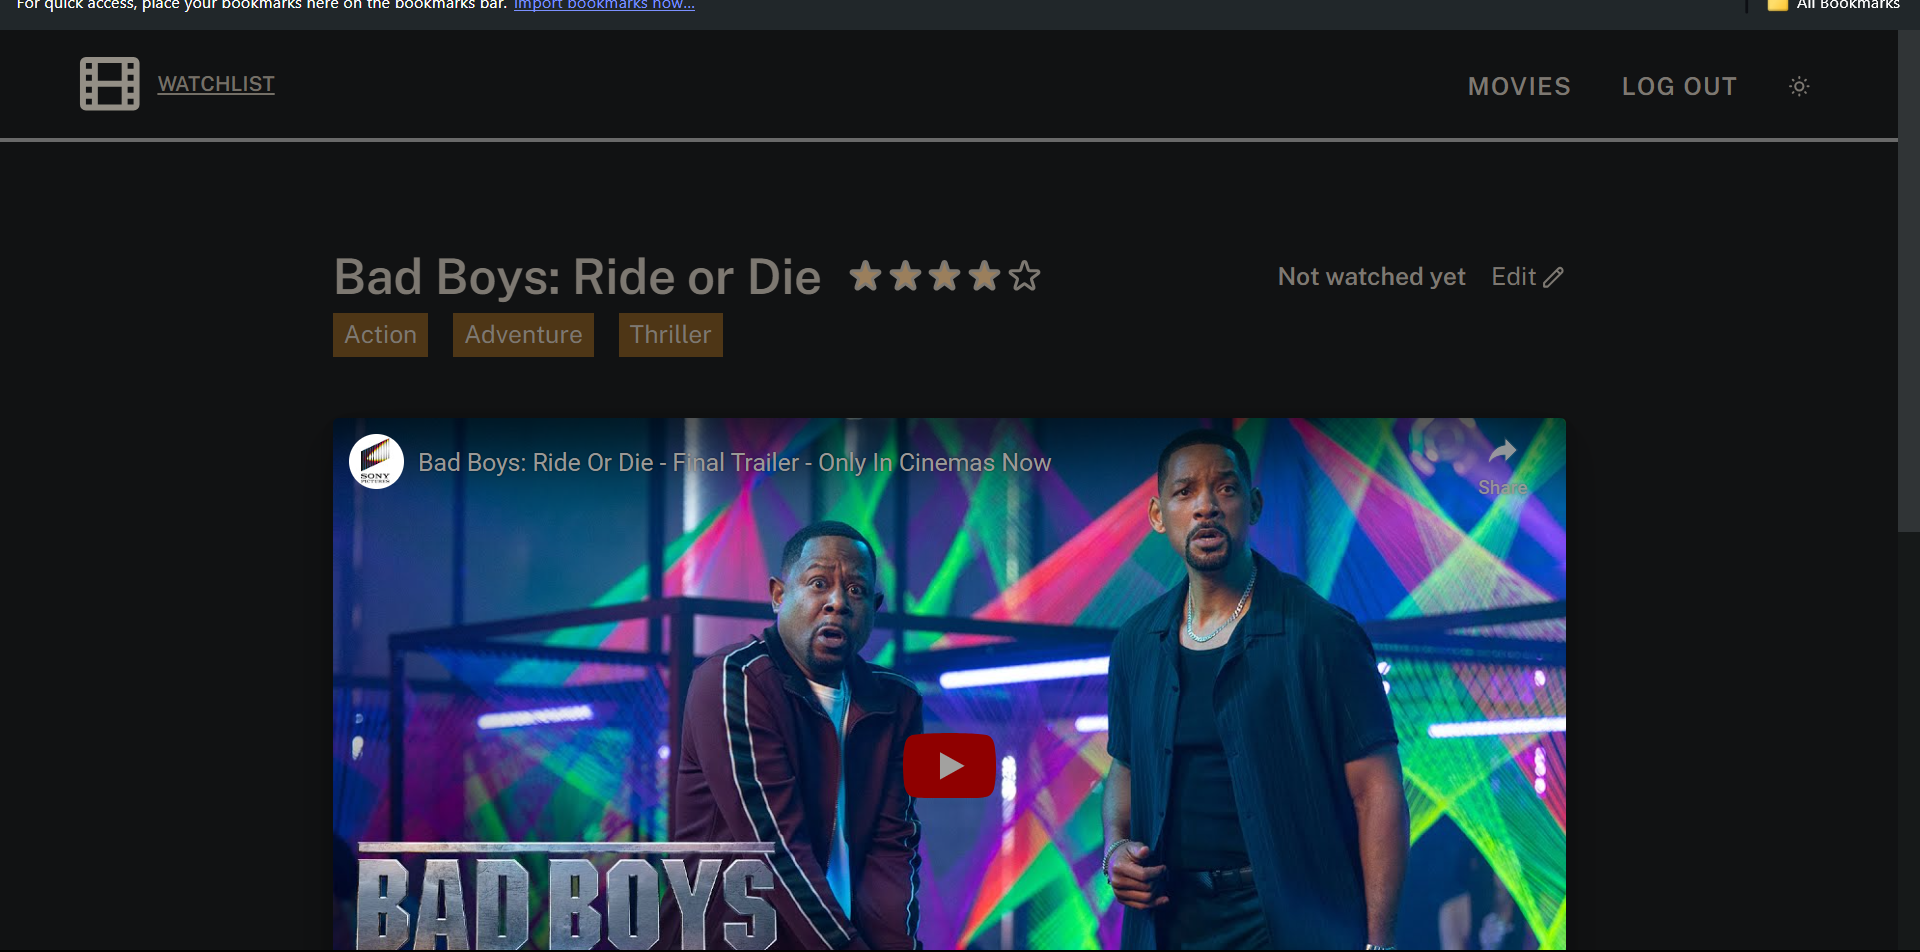 For quick access, place your bookmarks here on the bookmarks bar. Import bookmarks now...
All Bookmarks
WATCHLIST
MOVIES
LOG OUT
Bad Boys: Ride or Die
Not watched yet
Edit
Action
Adventure
Thriller
SONY
PICTURES
Bad Boys: Ride Or Die - Final Trailer - Only In Cinemas Now
Share
BAD BOYS